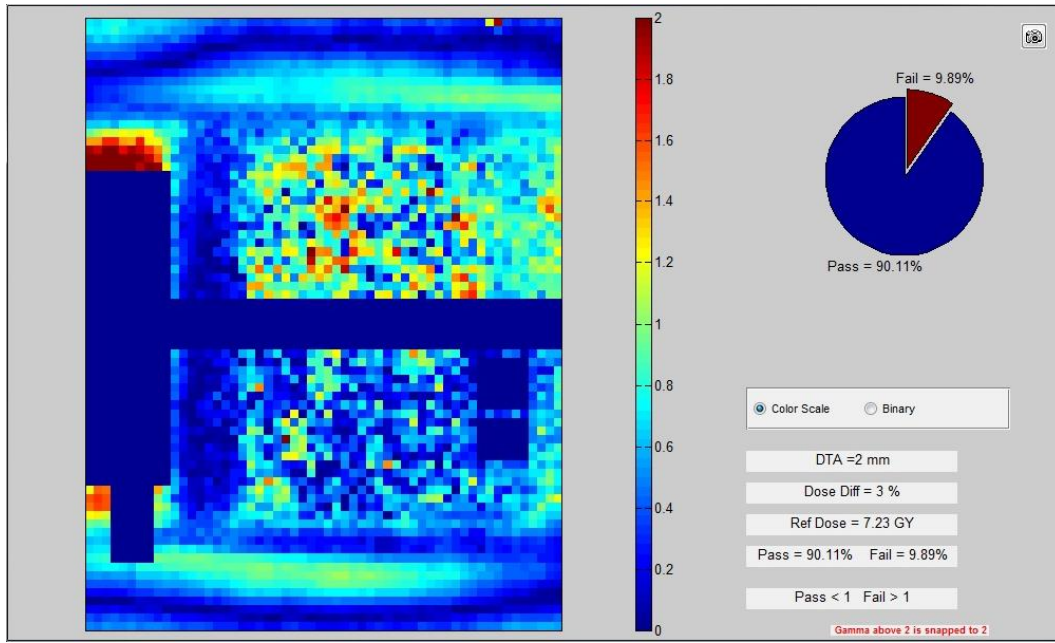 2
1.8
1.6
1.4
1.2
1
0.8
0.6
0.4
0.2
0
Fail = 9.89%
Pass = 90.11%
Color Scale Binary
DTA =2 mm
Dose Diff = 3 %
Ref Dose = 7.23 GY
Pass = 90.11% Fail = 9.89%
Pass < 1 Fail > 1
Gamma above 2 is snapped to 2